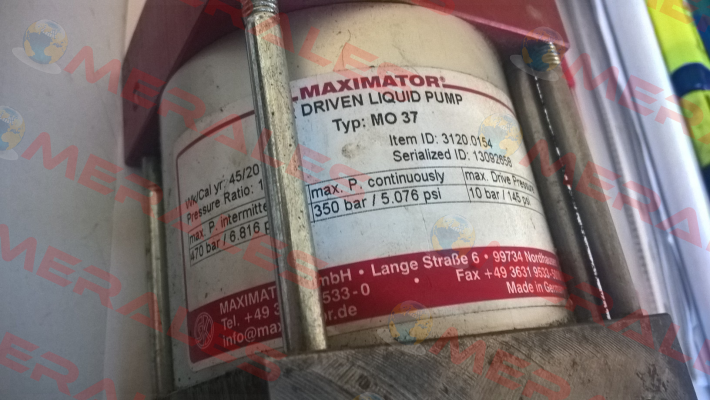 MAXIMATOR®
DRIVEN LIQUID PUMP
Typ: MO 37
Item ID: 3120.0154
Serialized ID: 13092658
Wk/Cal yr: 45/20
Pressure Ratio: 1
max. P. intermitte max. P. continuously max. Drive Pressure
470 bar / 6.816 p 350 bar / 5.076 psi 10 bar / 145 psi
MAXIMAT mbH • Lange Straße 6 • 99734 Nordhau
Tel. +49 3 533-0 • Fax +49 3631 9533-
info@max r.de Made in Germ
MERALES